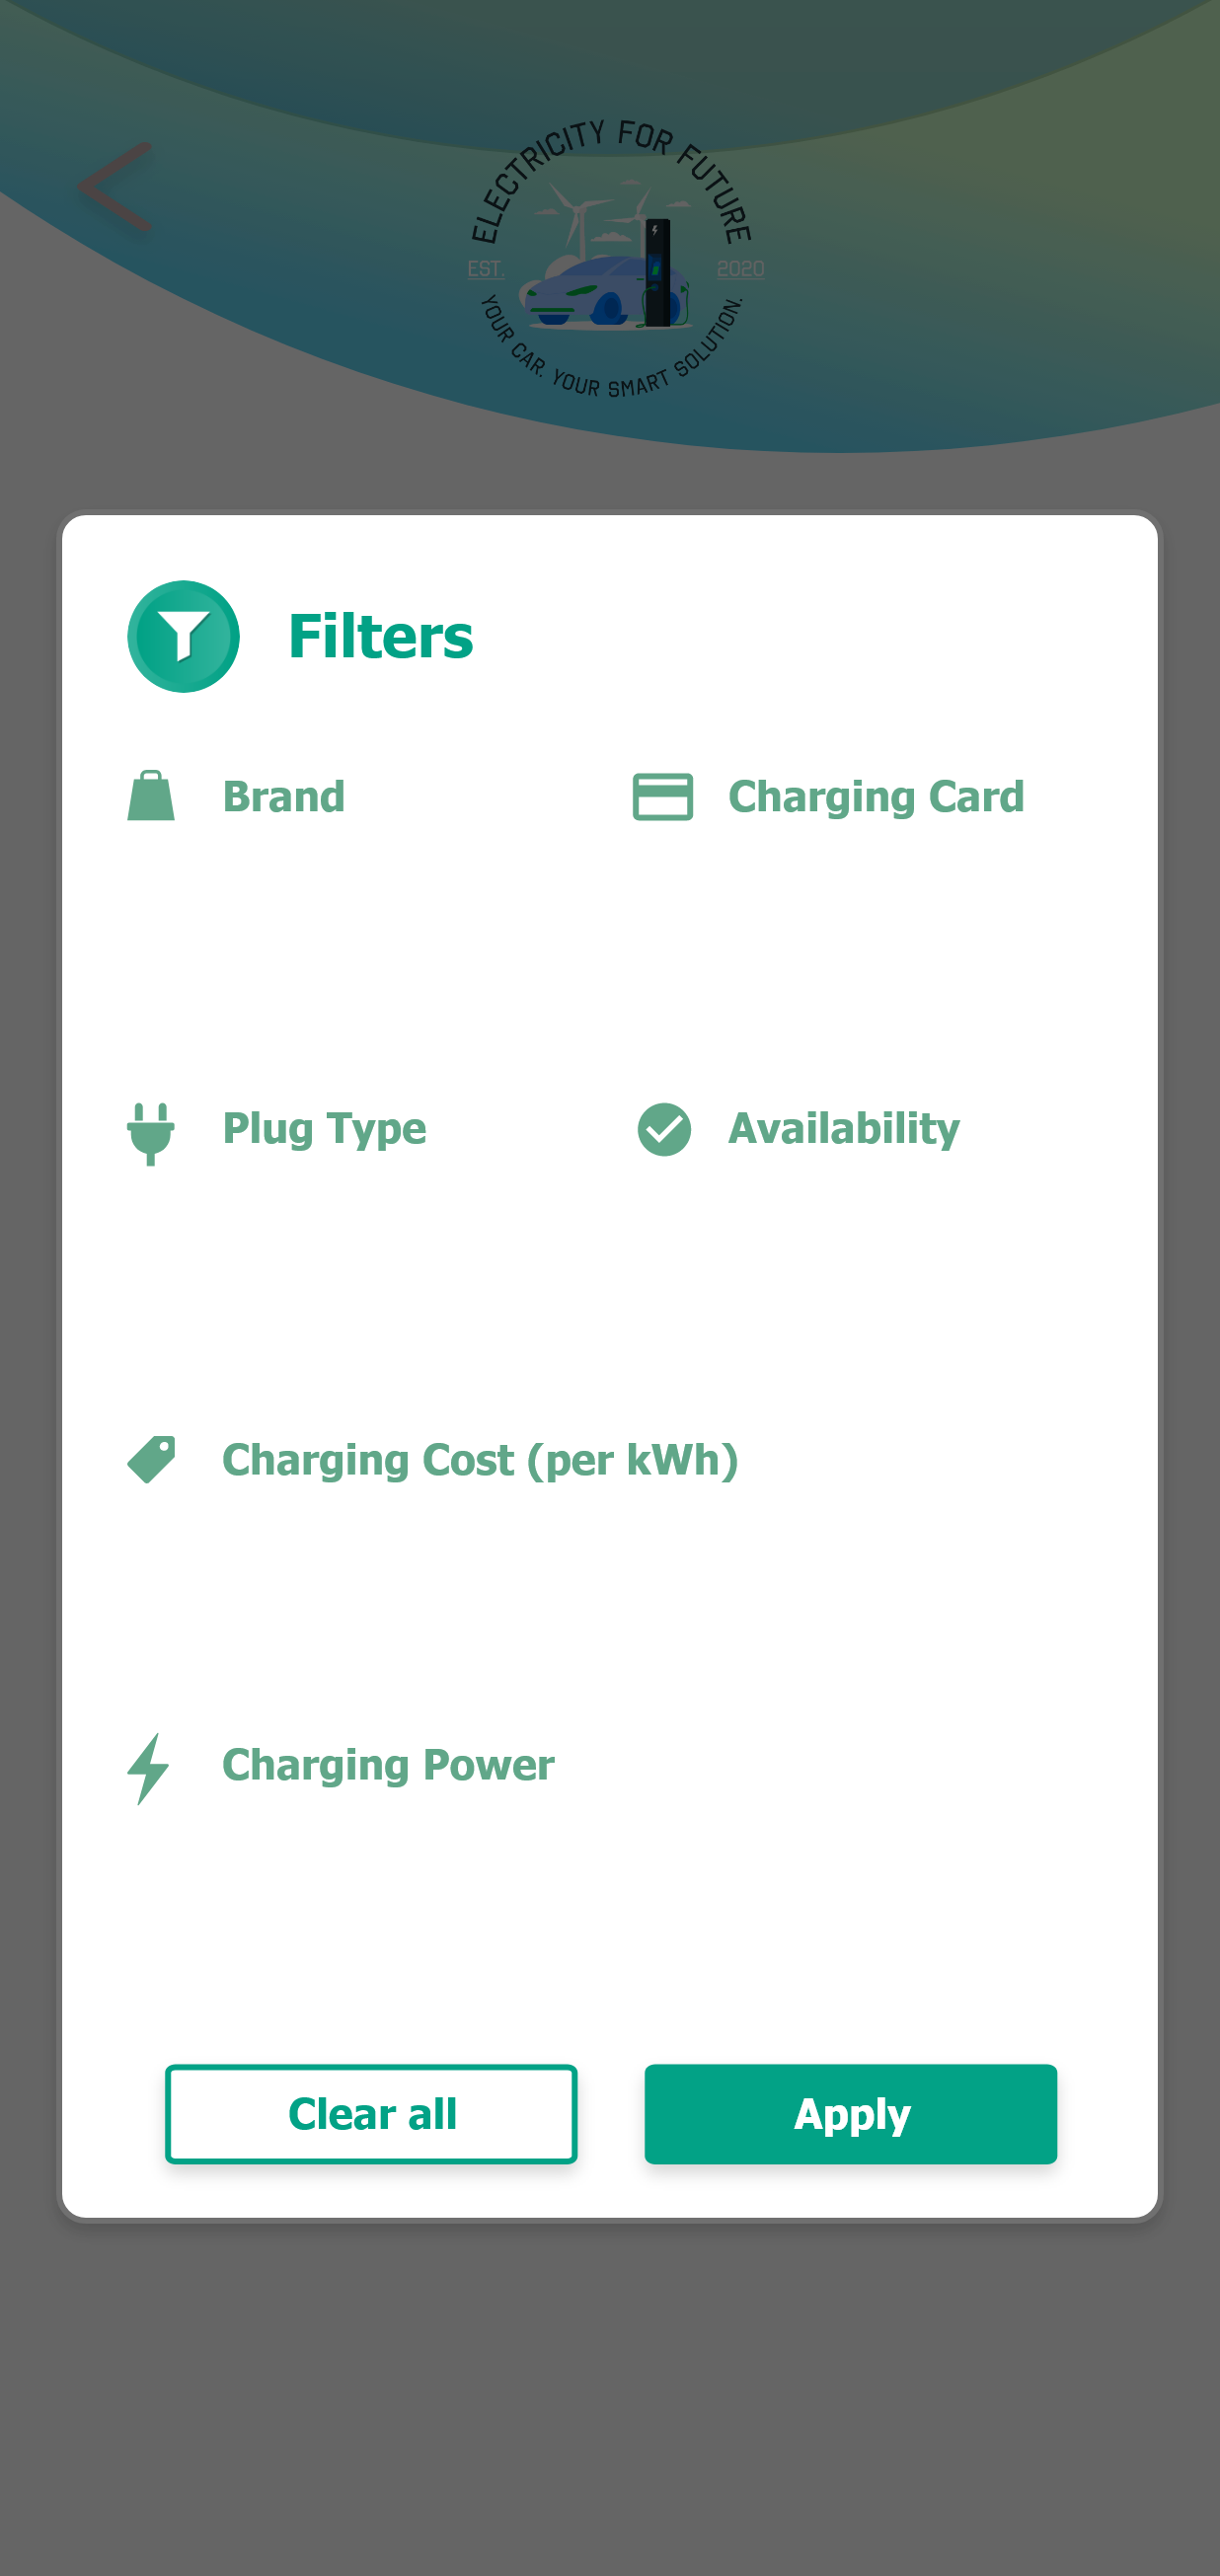 ELECTRICITY FOR FUTURE
EST. 2020
YOUR CAR. YOUR SMART SOLUTION.
Filters
Brand
Charging Card
Plug Type
Availability
Charging Cost (per kWh)
Charging Power
Clear all
Apply